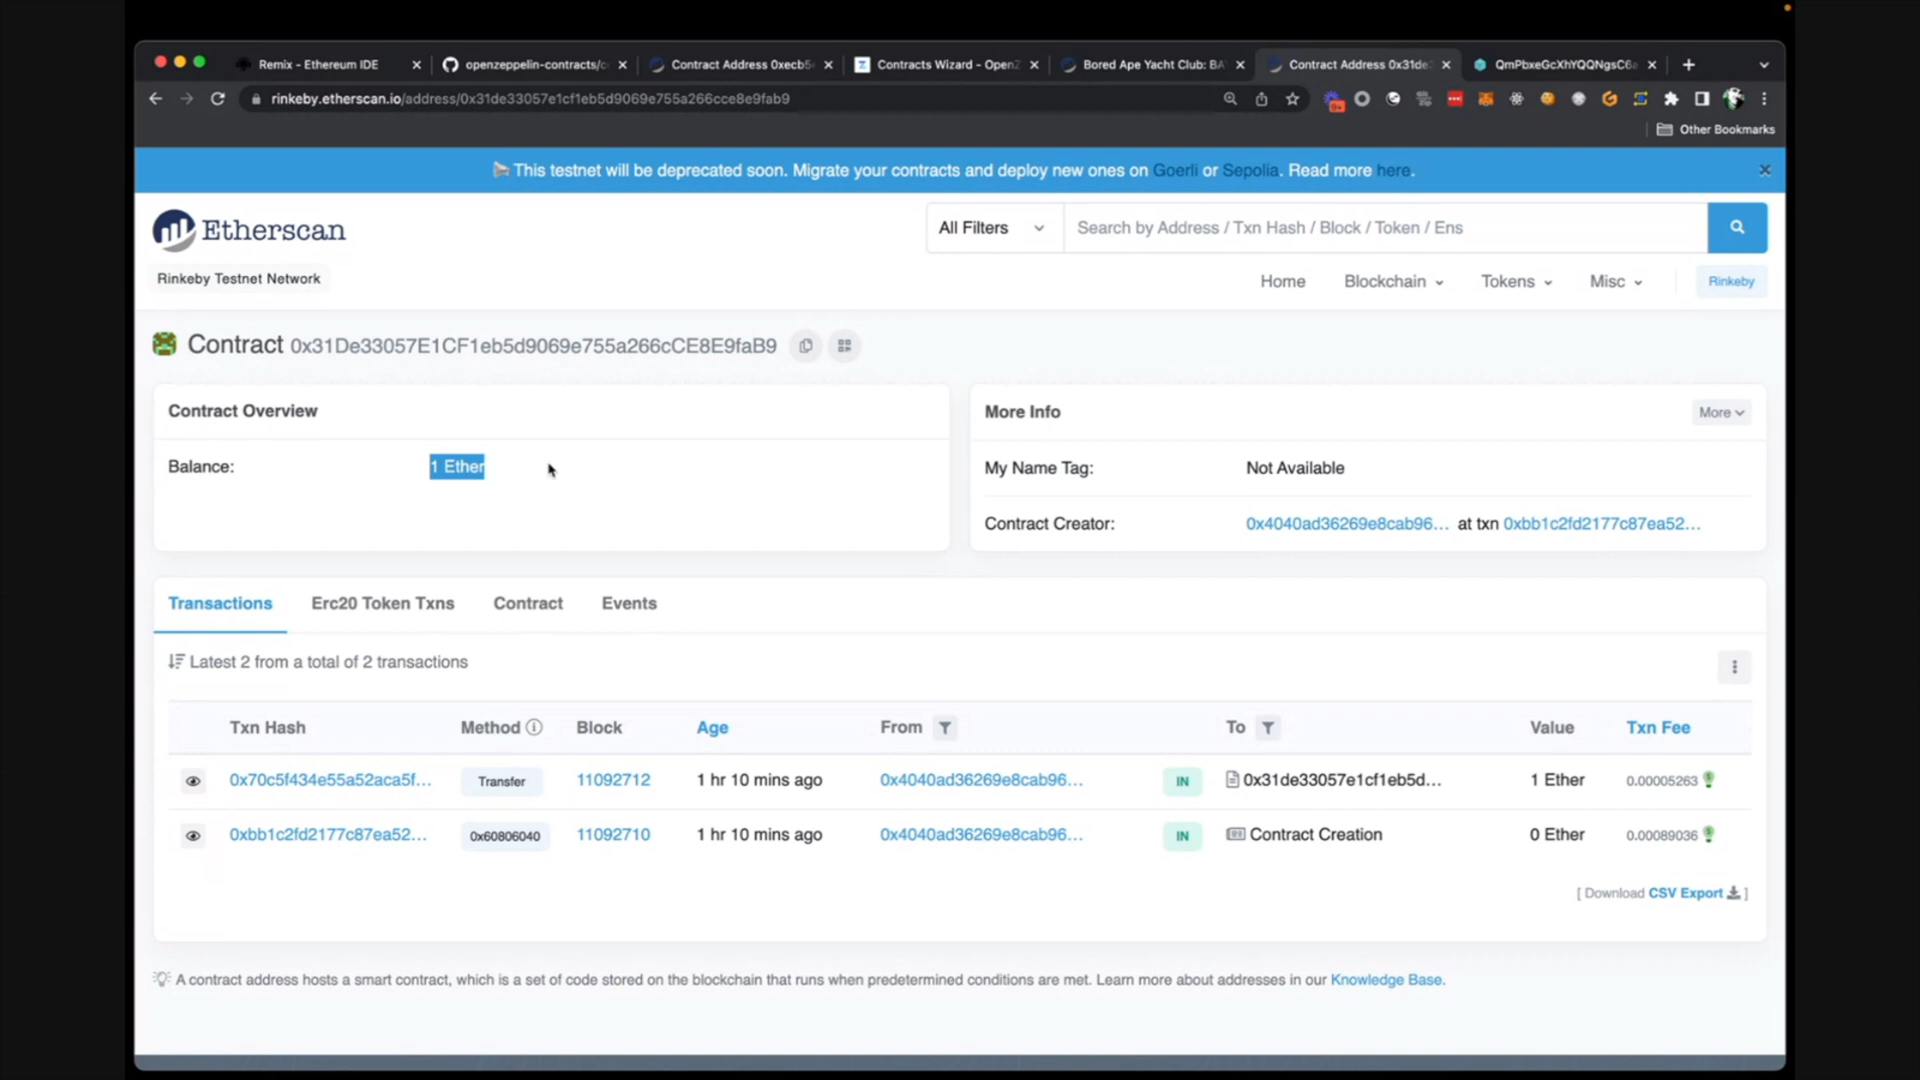 Remix - Ethereum IDE
openzeppelin-contracts/c
Contract Address 0xecb5
Contracts Wizard - OpenZ
Bored Ape Yacht Club: BA
Contract Address 0x31de
QmPbxeGcXhYQQNgsC6a
rinkeby.etherscan.io/address/0x31de33057e1cf1eb5d9069e755a266cce8e9fab9
9+
Other Bookmarks
This testnet will be deprecated soon. Migrate your contracts and deploy new ones on Goerli or Sepolia. Read more here.
Etherscan
All Filters
Search by Address / Txn Hash / Block / Token / Ens
Rinkeby Testnet Network
Home Blockchain Tokens Misc Rinkeby
Contract 0x31De33057E1CF1eb5d9069e755a266cCE8E9faB9
Contract Overview
Balance: 1 Ether
More Info
More
My Name Tag: Not Available
Contract Creator: 0x4040ad36269e8cab96... at txn 0xbb1c2fd2177c87ea52...
Transactions Erc20 Token Txns Contract Events
Latest 2 from a total of 2 transactions
Txn Hash Method Block Age From To Value Txn Fee
0x70c5f434e55a52aca5f... Transfer 11092712 1 hr 10 mins ago 0x4040ad36269e8cab96... IN 0x31de33057e1cf1eb5d... 1 Ether 0.00005263
0xbb1c2fd2177c87ea52... 0x60806040 11092710 1 hr 10 mins ago 0x4040ad36269e8cab96... IN Contract Creation 0 Ether 0.00089036
[ Download CSV Export ]
A contract address hosts a smart contract, which is a set of code stored on the blockchain that runs when predetermined conditions are met. Learn more about addresses in our Knowledge Base.